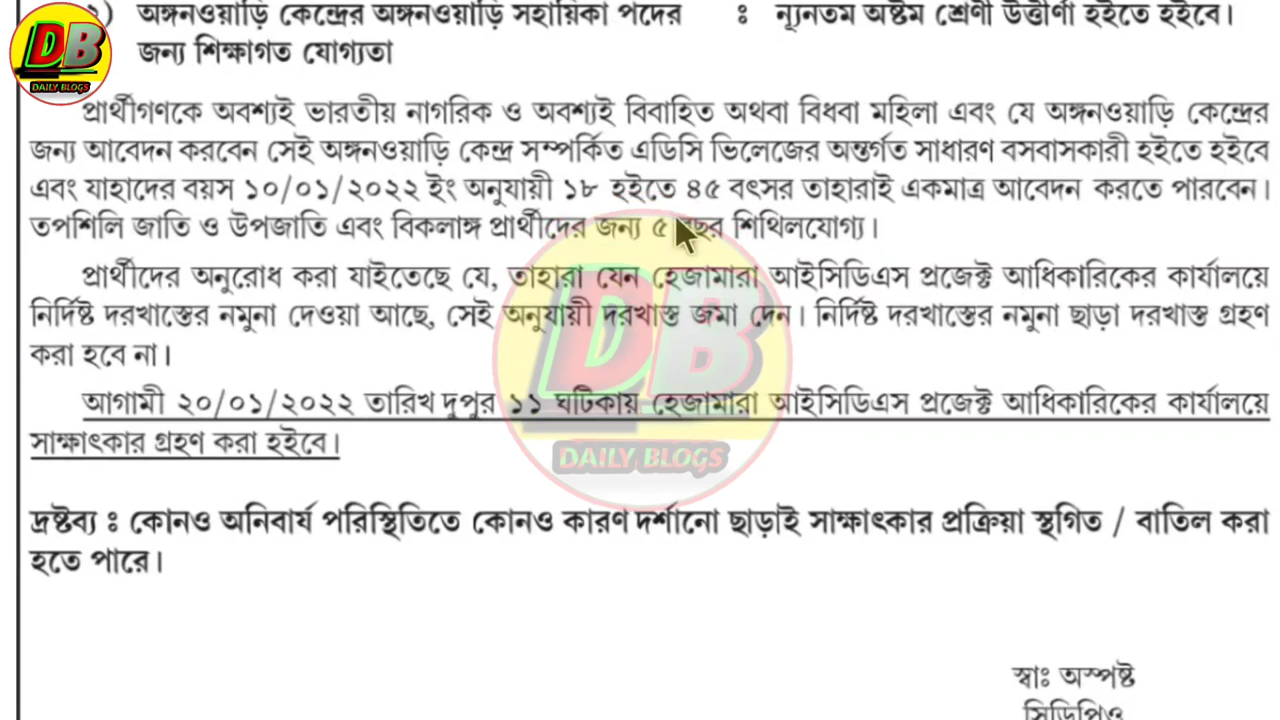 ২) অঙ্গনওয়াড়ি কেন্দ্রের অঙ্গনওয়াড়ি সহায়িকা পদের : ন্যূনতম অষ্টম শ্রেণী উত্তীর্ণা হইতে হইবে।
জন্য শিক্ষাগত যোগ্যতা
DB
DAILY BLOGS
প্রার্থীগণকে অবশ্যই ভারতীয় নাগরিক ও অবশ্যই বিবাহিত অথবা বিধবা মহিলা এবং যে অঙ্গনওয়াড়ি কেন্দ্রের
জন্য আবেদন করবেন সেই অঙ্গনওয়াড়ি কেন্দ্র সম্পর্কিত এডিসি ভিলেজের অন্তর্গত সাধারণ বসবাসকারী হইতে হইবে
এবং যাহাদের বয়স ১০/০১/২০২২ ইং অনুযায়ী ১৮ হইতে ৪৫ বৎসর তাহারাই একমাত্র আবেদন করতে পারবেন।
তপশিলি জাতি ও উপজাতি এবং বিকলাঙ্গ প্রার্থীদের জন্য ৫ বছর শিথিলযোগ্য।
প্রার্থীদের অনুরোধ করা যাইতেছে যে, তাহারা যেন হেজামারা আইসিডিএস প্রজেক্ট আধিকারিকের কার্যালয়ে
নির্দিষ্ট দরখাস্তের নমুনা দেওয়া আছে, সেই অনুযায়ী দরখাস্ত জমা দেন। নির্দিষ্ট দরখাস্তের নমুনা ছাড়া দরখাস্ত গ্রহণ
করা হবে না।
আগামী ২০/০১/২০২২ তারিখ দুপুর ১১ ঘটিকায় হেজামারা আইসিডিএস প্রজেক্ট আধিকারিকের কার্যালয়ে
সাক্ষাৎকার গ্রহণ করা হইবে।
DB
DAILY BLOGS
দ্রষ্টব্য : কোনও অনিবার্য পরিস্থিতিতে কোনও কারণ দর্শানো ছাড়াই সাক্ষাৎকার প্রক্রিয়া স্থগিত / বাতিল করা
হতে পারে।
স্বাঃ অস্পষ্ট
সিডিপিও